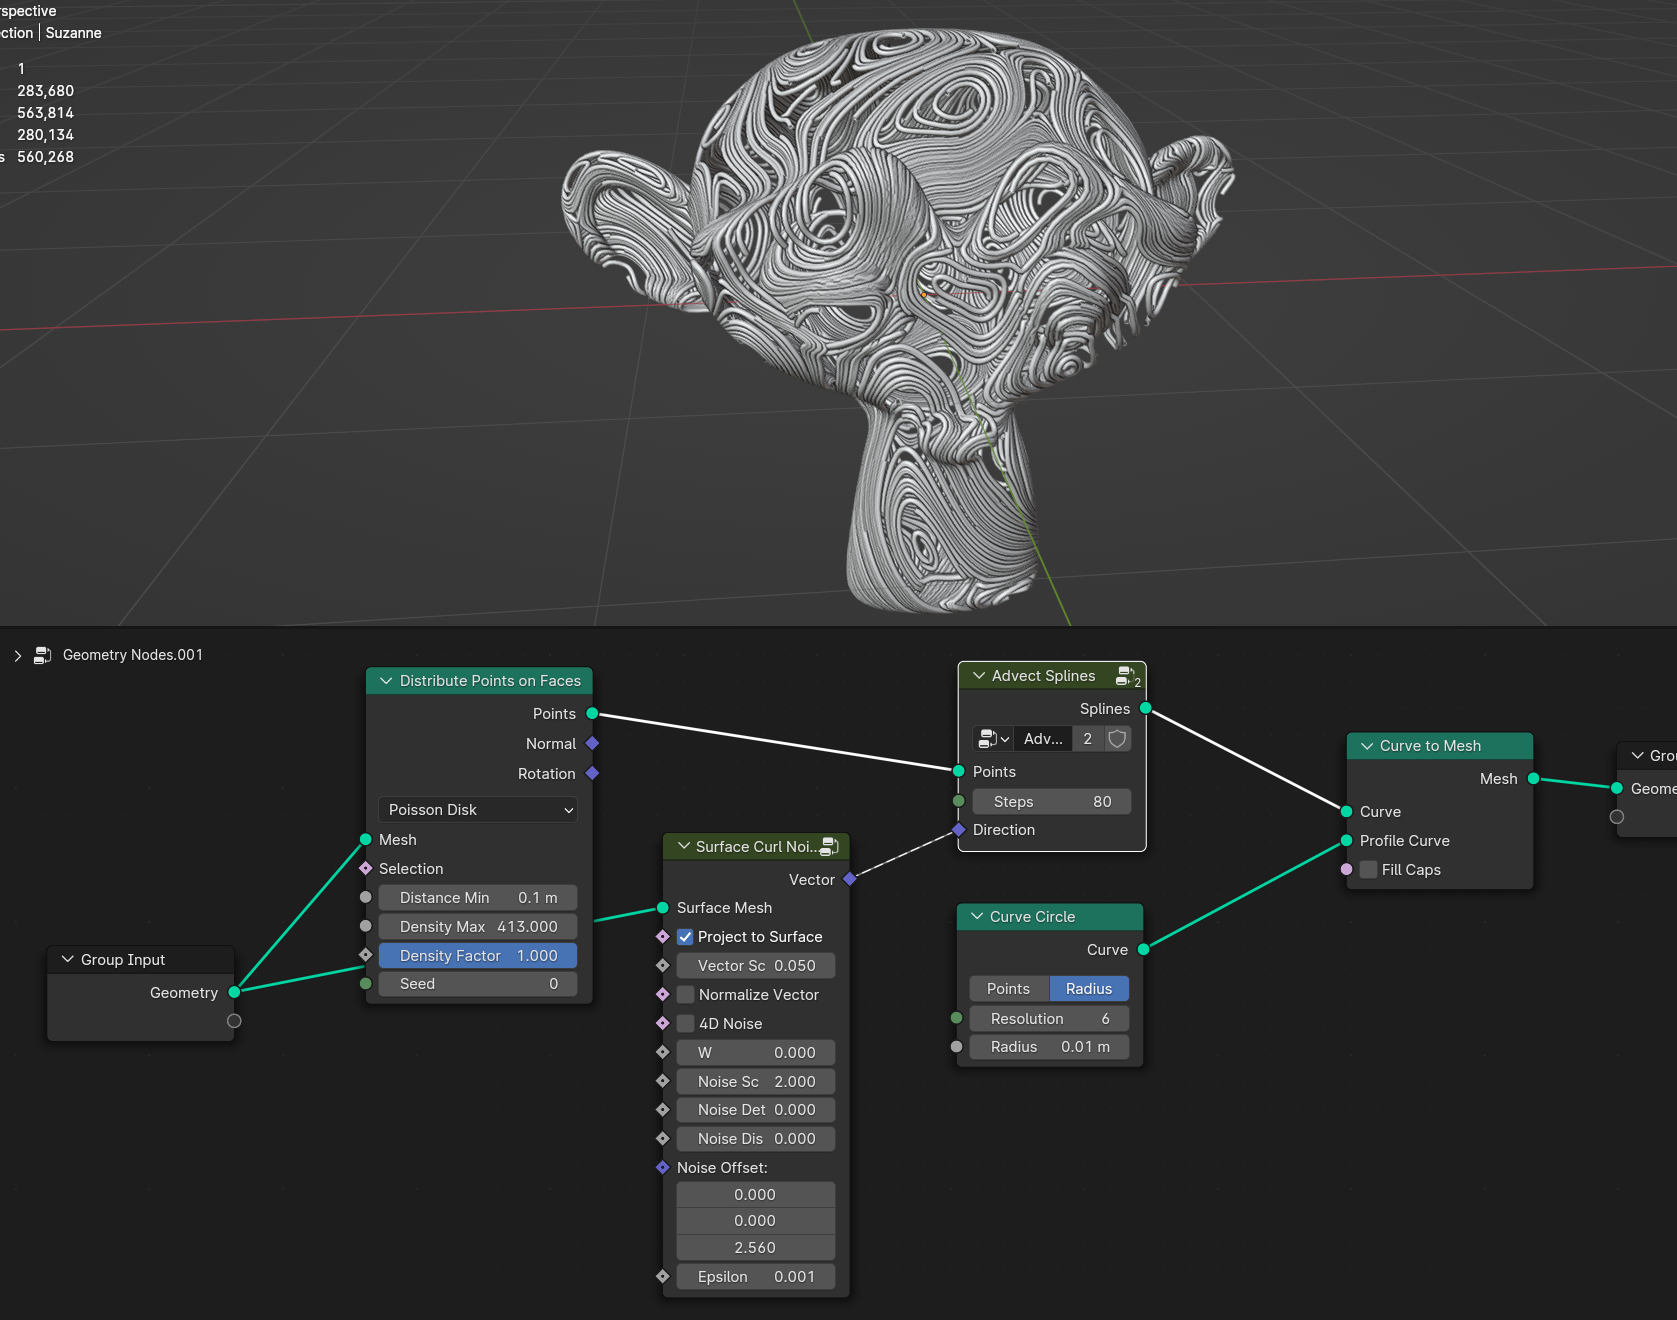 spective
ction | Suzanne
1
283,680
563,814
280,134
s 560,268
Geometry Nodes.001
Distribute Points on Faces
Points
Normal
Rotation
Poisson Disk
Mesh
Selection
Distance Min 0.1 m
Density Max 413.000
Density Factor 1.000
Seed 0
Group Input
Geometry
Surface Curl Noi...
Vector
Surface Mesh
Project to Surface
Vector Sc 0.050
Normalize Vector
4D Noise
W 0.000
Noise Sc 2.000
Noise Det 0.000
Noise Dis 0.000
Noise Offset:
0.000
0.000
2.560
Epsilon 0.001
Advect Splines 2
Splines
Adv... 2
Points
Steps 80
Direction
Curve Circle
Curve
Points Radius
Resolution 6
Radius 0.01 m
Curve to Mesh
Mesh
Curve
Profile Curve
Fill Caps
Grou
Geome